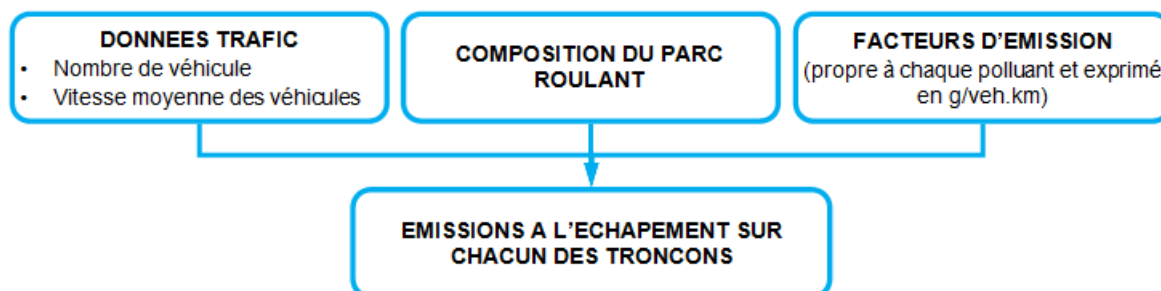 DONNEES TRAFIC
• Nombre de véhicule
• Vitesse moyenne des véhicules
COMPOSITION DU PARC
ROULANT
FACTEURS D'EMISSION
(propre à chaque polluant et exprimé
en g/veh.km)
EMISSIONS A L'ECHAPEMENT SUR
CHACUN DES TRONCONS